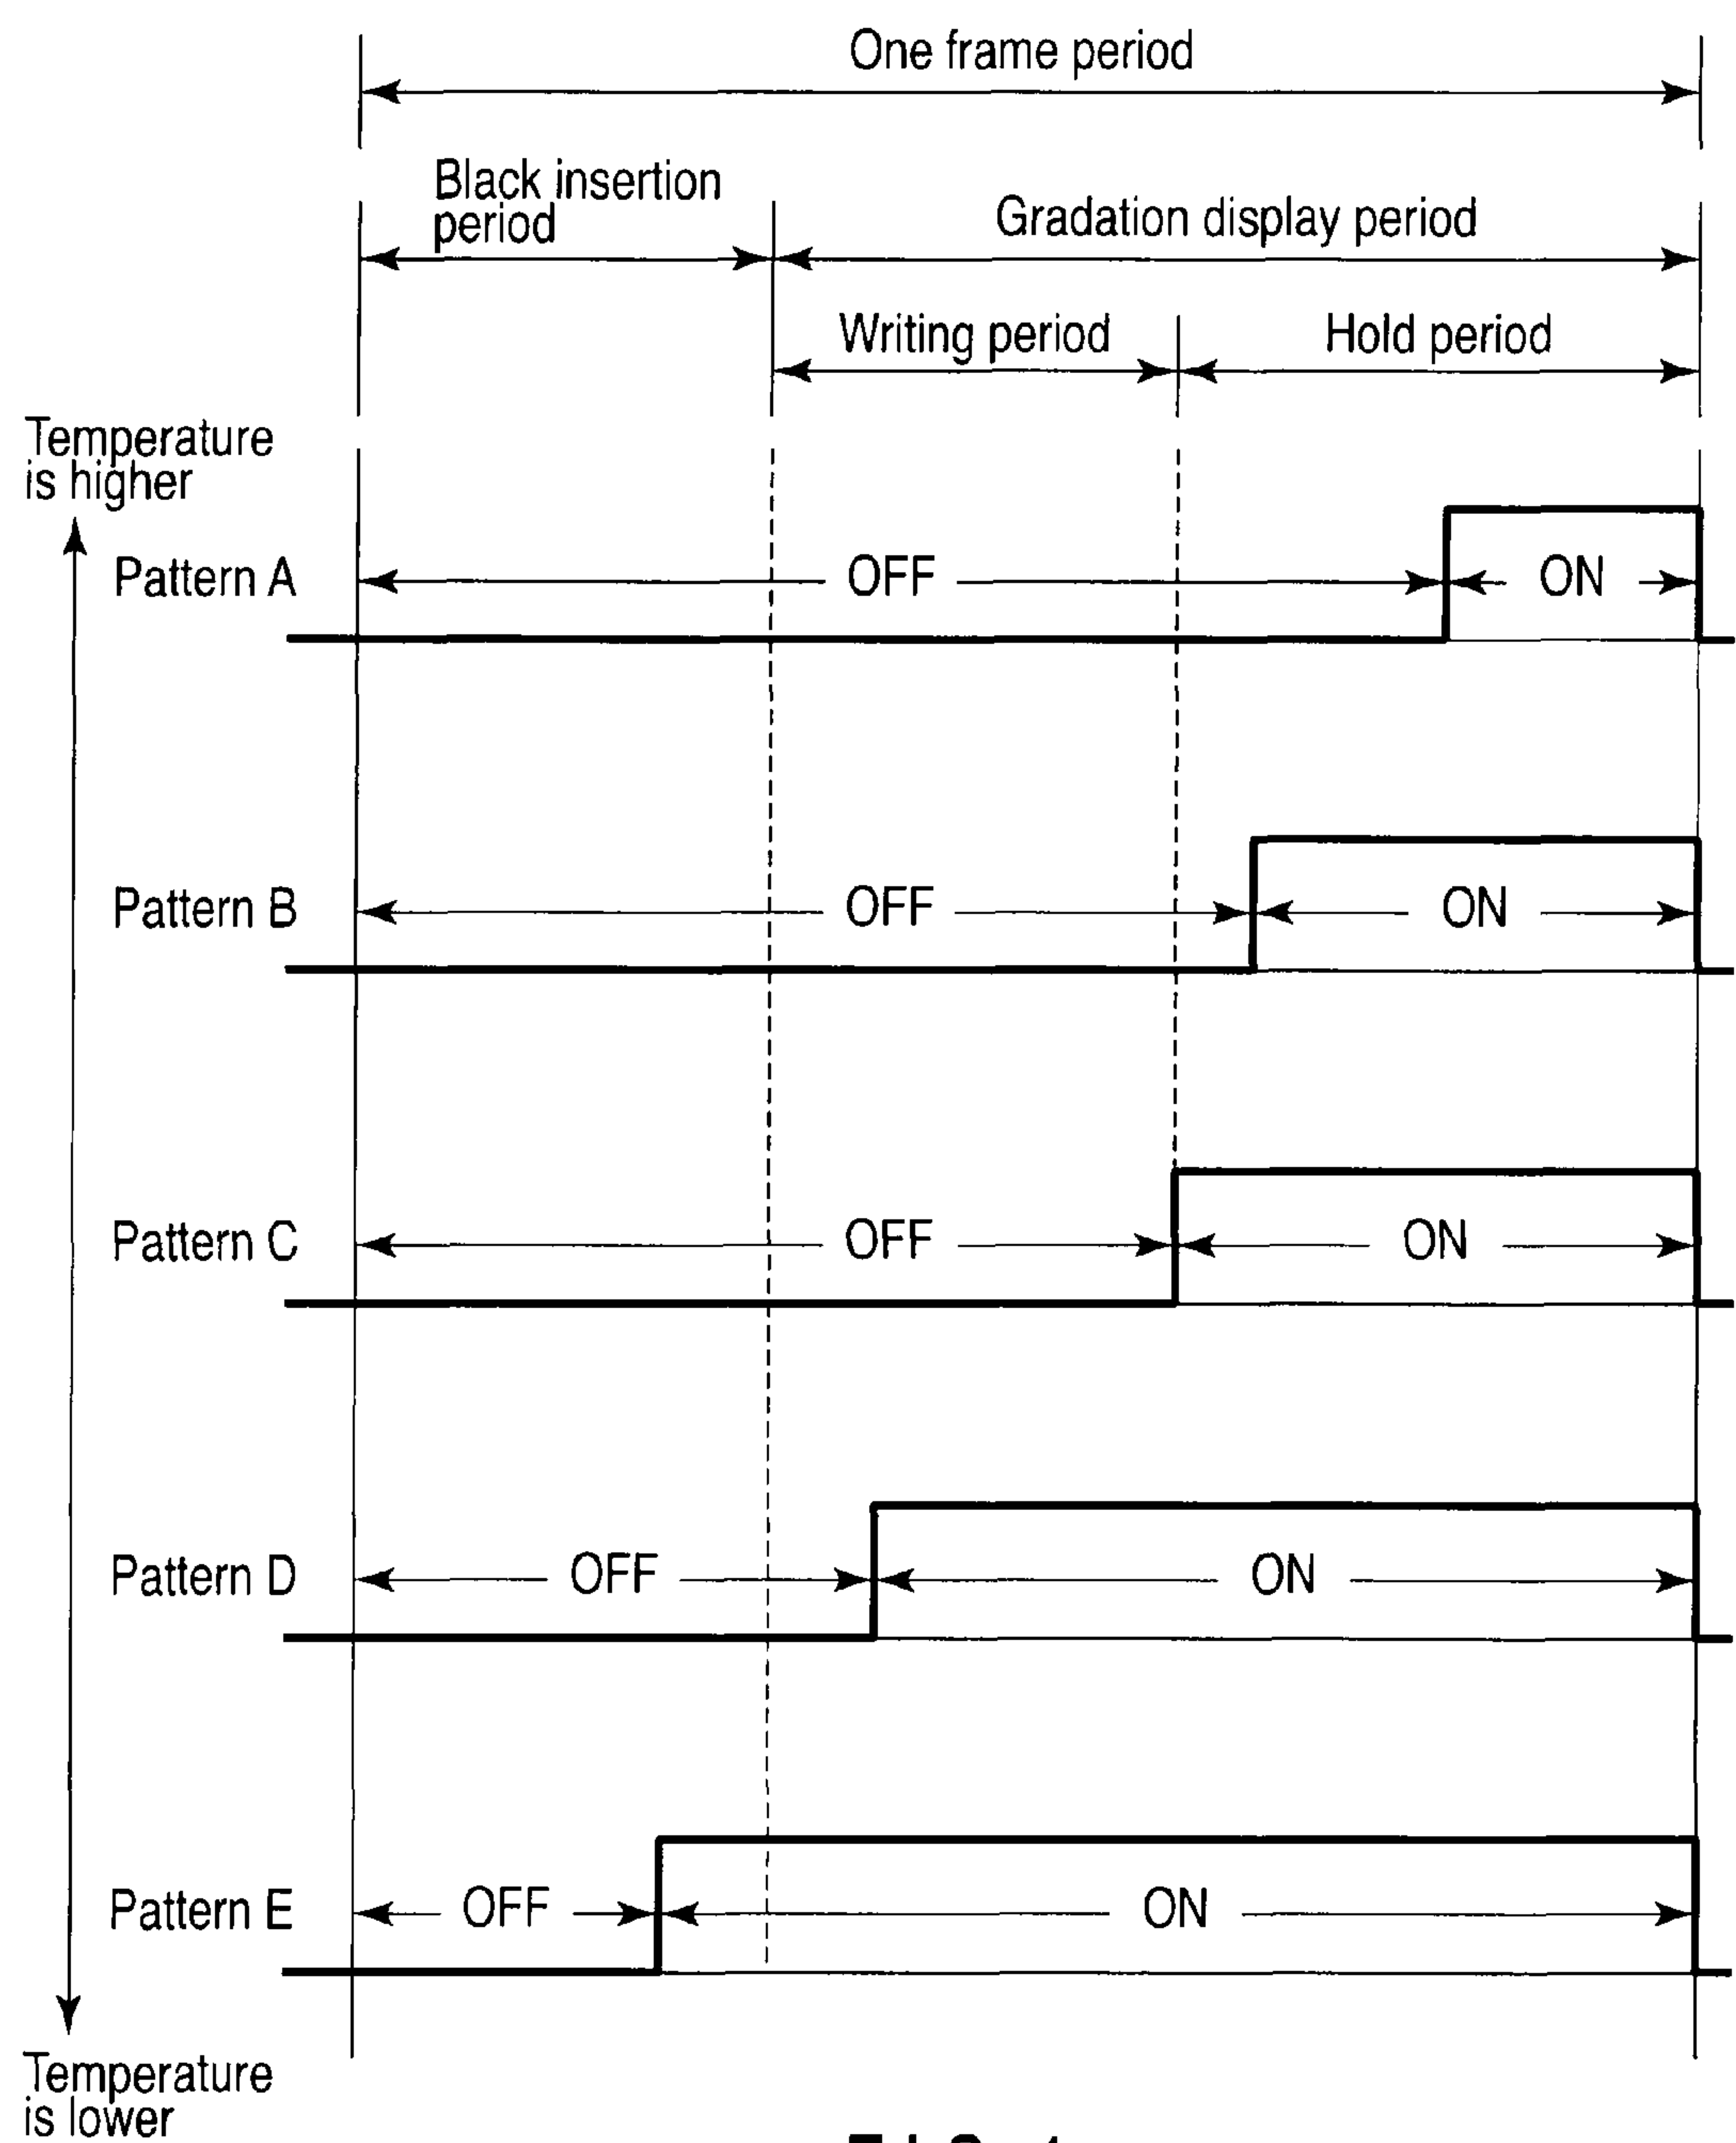 One frame period
Black insertion
period
Gradation display period
Writing period
Hold period
Temperature
is higher
Pattern A
OFF
ON
Pattern B
OFF
ON
Pattern C
OFF
ON
Pattern D
OFF
ON
Pattern E
OFF
ON
Temperature
is lower